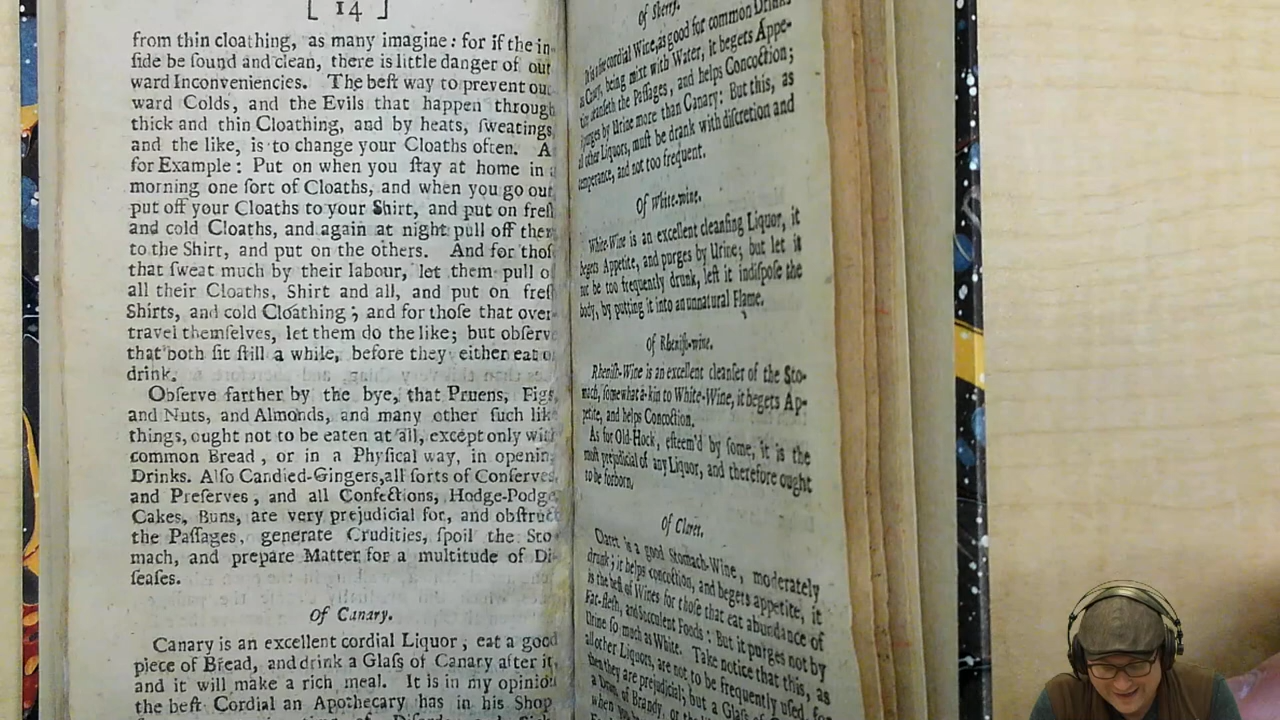 [ 14 ]
from thin cloathing, as many imagine: for if the in-
ſide be ſound and clean, there is little danger of out
ward Inconveniencies. The beſt way to prevent out
ward Colds, and the Evils that happen through
thick and thin Cloathing, and by heats, ſweatings
and the like, is to change your Cloaths often. A
for Example: Put on when you ſtay at home in
morning one ſort of Cloaths, and when you go out
put off your Cloaths to your Shirt, and put on freſh
and cold Cloaths, and again at night pull off them
to the Shirt, and put on the others. And for thoſ
that ſweat much by their labour, let them pull o
all their Cloaths, Shirt and all, and put on freſh
Shirts, and cold Cloathing; and for thoſe that over-
travel themſelves, let them do the like; but obſerve
that both ſit ſtill a while, before they either eat o
drink.
Obſerve farther by the bye, that Pruens, Figs,
and Nuts, and Almonds, and many other ſuch like
things, ought not to be eaten at all, except only with
common Bread, or in a Phyſical way, in opening
Drinks. Alſo Candied-Gingers, all ſorts of Conſerves,
and Preſerves, and all Confections, Hodge-Podge
Cakes, Buns, are very prejudicial for, and obſtruct
the Paſſages, generate Crudities, ſpoil the Sto-
mach, and prepare Matter for a multitude of Di-
ſeaſes.
Of Canary.
Canary is an excellent cordial Liquor; eat a good
piece of Bread, and drink a Glaſs of Canary after it,
and it will make a rich meal. It is in my opinion
the beſt Cordial an Apothecary has in his Shop
Of Sherry.
It is a fine cordial Wine, as good for common Drink
as Canary, being mixt with Water, it begets Appe-
tite, cleanſeth the Paſſages, and helps Concoction;
purges by Urine more than Canary: But this, as
all other Liquors, muſt be drank with diſcretion and
temperance, and not too frequent.
Of White-wine.
White-Wine is an excellent cleanſing Liquor, it
begets Appetite, and purges by Urine; but let it
not be too frequently drunk, leſt it indiſpoſe the
body, by putting it into an unnatural Flame.
Of Rheniſh-wine.
Rheniſh-Wine is an excellent cleanſer of the Sto-
mach, ſomewhat a-kin to White-Wine, it begets Ap-
petite, and helps Concoction.
As for Old-Hock, eſteem'd by ſome, it is the
moſt prejudicial of any Liquor, and therefore ought
to be forborn.
Of Claret.
Claret is a good Stomach-Wine, moderately
drunk; it helps concoction, and begets appetite, it
is the beſt of Wines for thoſe that eat abundance of
Fat-fleſh, and ſucculent Foods: But it purges not by
Urine ſo much as White. Take notice that this, as
all other Liquors, are not to be frequently uſed, for
then they are prejudicial; but a Glaſs of
a Dram of Brandy, or the
when you